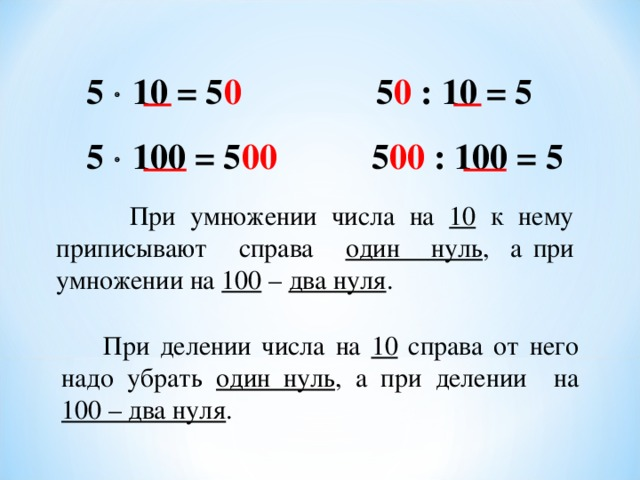 5 · 10 = 50 50 : 10 = 5
5 · 100 = 500 500 : 100 = 5
При умножении числа на 10 к нему
приписывают справа один нуль, а при
умножении на 100 – два нуля.
При делении числа на 10 справа от него
надо убрать один нуль, а при делении на
100 – два нуля.